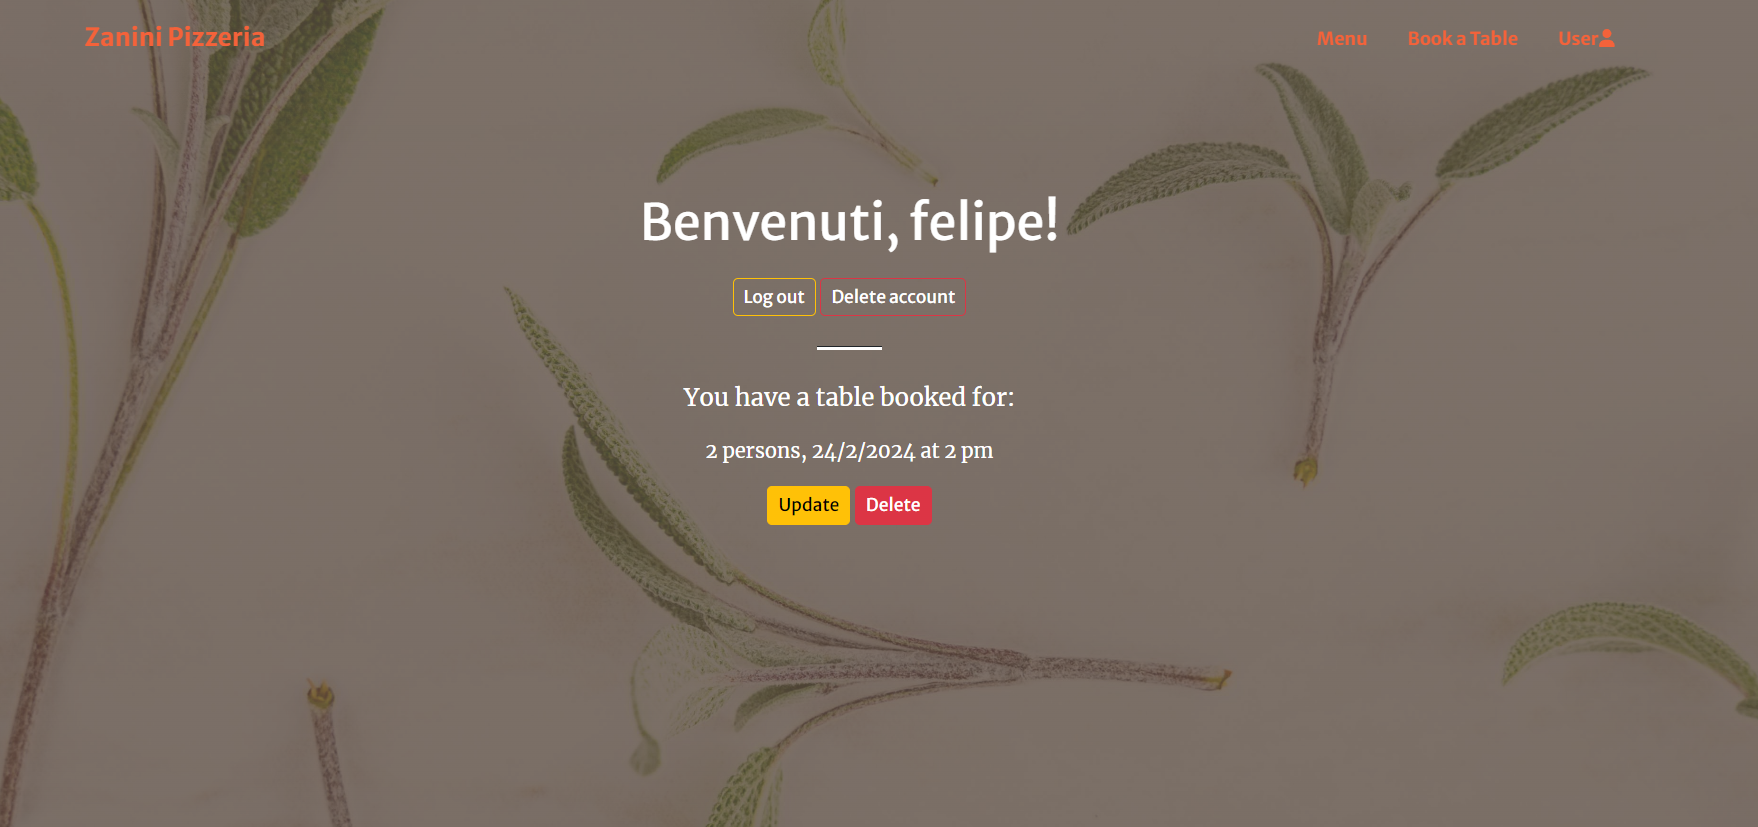 Zanini Pizzeria
Menu Book a Table User
Benvenuti, felipe!
Log out Delete account
You have a table booked for:
2 persons, 24/2/2024 at 2 pm
Update Delete